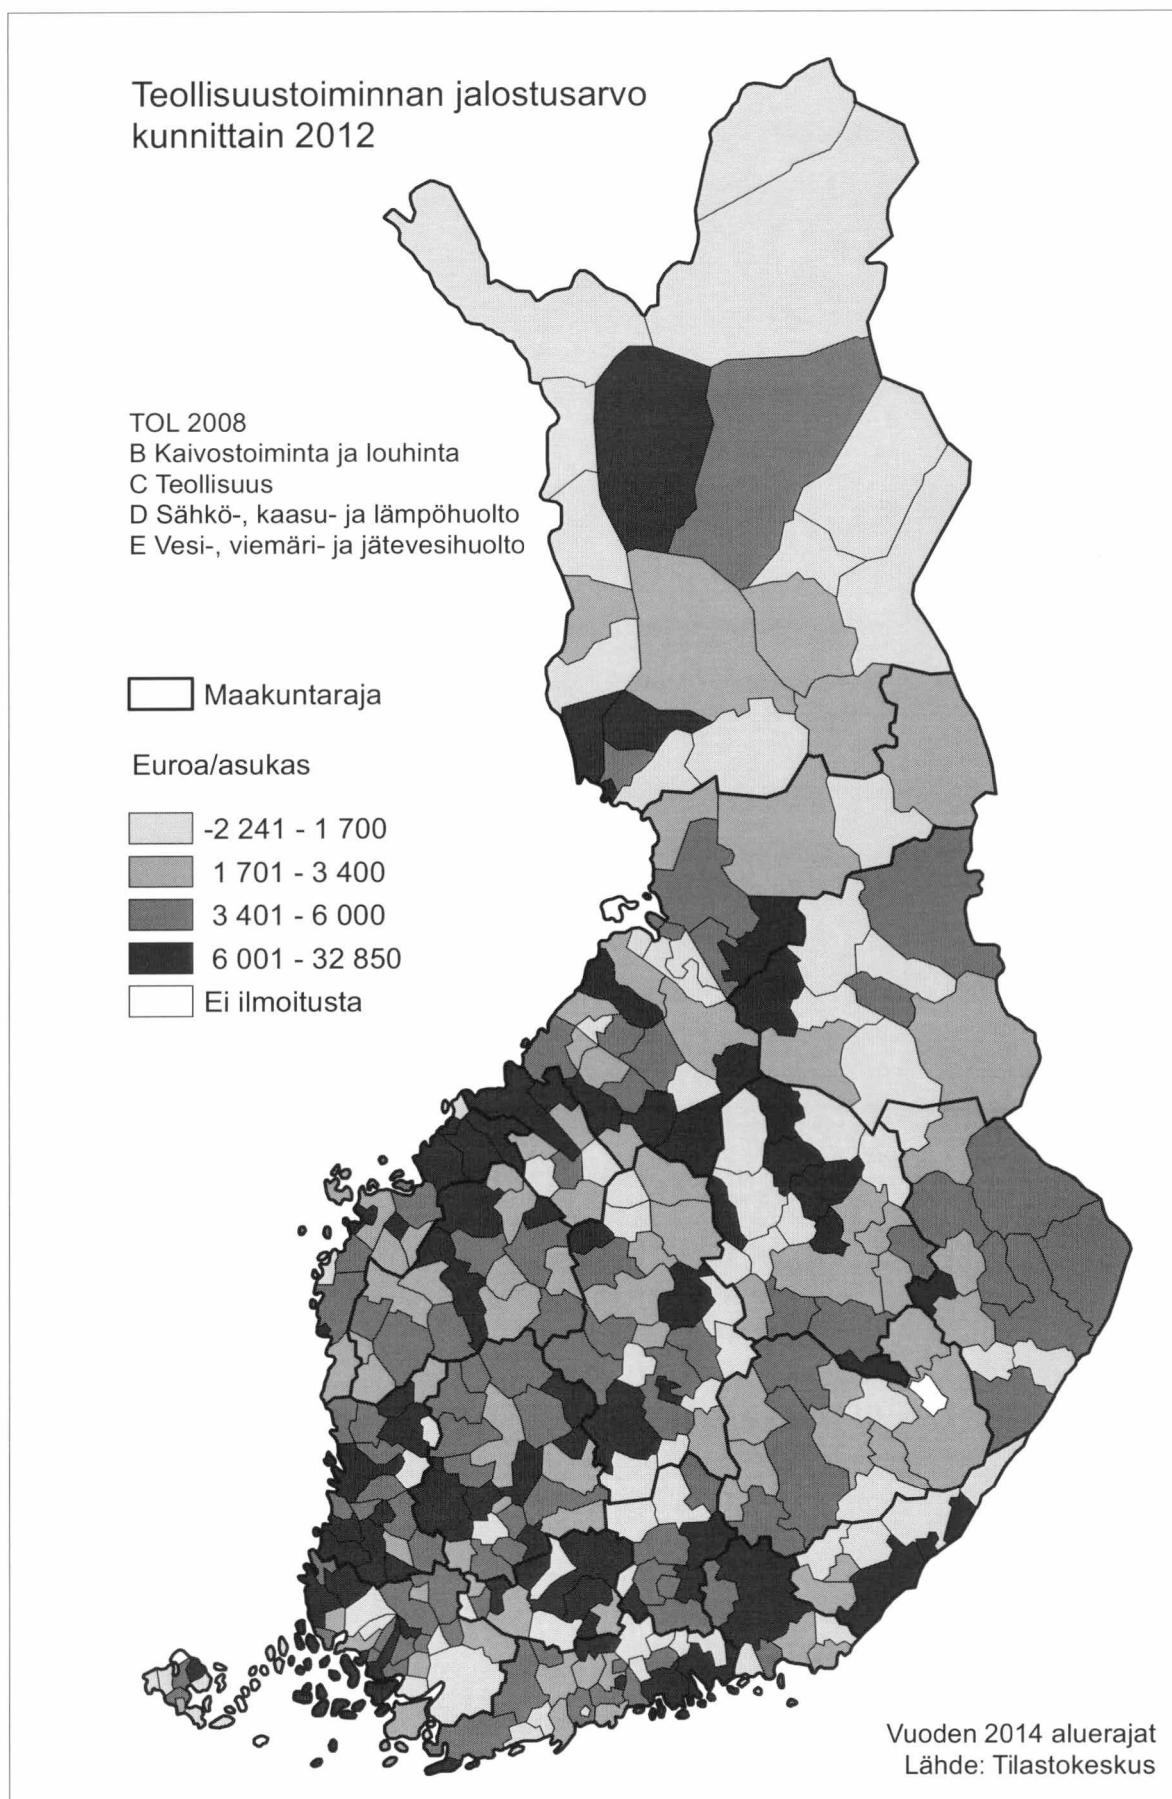 Teollisuustoiminnan jalostusarvo
kunnittain 2012
TOL 2008
B Kaivostoiminta ja louhinta
C Teollisuus
D Sähkö-, kaasu- ja lämpöhuolto
E Vesi-, viemäri- ja jätevesihuolto
Maakuntaraja
Euroa/asukas
-2 241 - 1 700
1 701 - 3 400
3 401 - 6 000
6 001 - 32 850
Ei ilmoitusta
Vuoden 2014 aluerajat
Lähde: Tilastokeskus